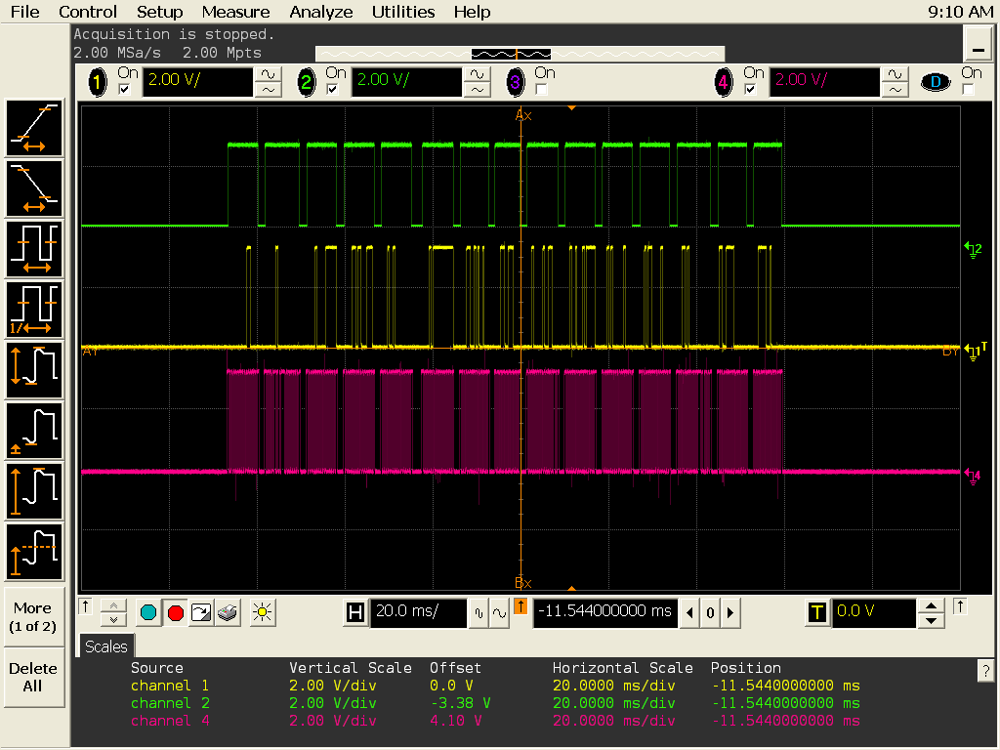 File Control Setup Measure Analyze Utilities Help 9:10 AM
Acquisition is stopped.
2.00 MSa/s 2.00 Mpts
1 On 2.00 V/ 2 On 2.00 V/ 3 On 4 On 2.00 V/ D On
Ax
2
AY BY 1 T
4
Bx
1/
More
(1 of 2)
Delete
All
H 20.0 ms/ -11.544000000 ms 0 T 0.0 V
Scales
?
Source Vertical Scale Offset Horizontal Scale Position
channel 1 2.00 V/div 0.0 V 20.0000 ms/div -11.5440000000 ms
channel 2 2.00 V/div -3.38 V 20.0000 ms/div -11.5440000000 ms
channel 4 2.00 V/div 4.10 V 20.0000 ms/div -11.5440000000 ms